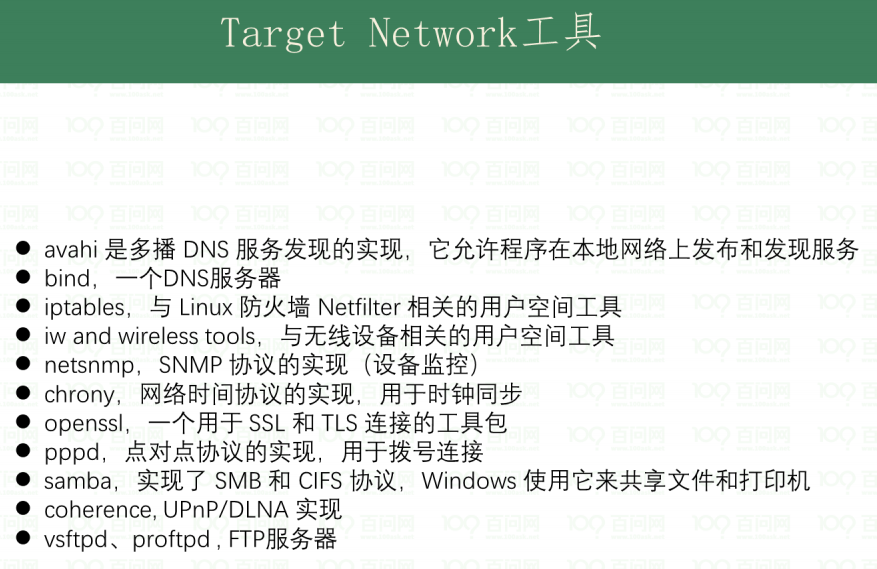 Target Network工具
● avahi 是多播 DNS 服务发现的实现，它允许程序在本地网络上发布和发现服务
● bind，一个DNS服务器
● iptables，与 Linux 防火墙 Netfilter 相关的用户空间工具
● iw and wireless tools，与无线设备相关的用户空间工具
● netsnmp，SNMP 协议的实现（设备监控）
● chrony，网络时间协议的实现，用于时钟同步
● openssl，一个用于 SSL 和 TLS 连接的工具包
● pppd，点对点协议的实现，用于拨号连接
● samba，实现了 SMB 和 CIFS 协议，Windows 使用它来共享文件和打印机
● coherence, UPnP/DLNA 实现
● vsftpd、proftpd , FTP服务器